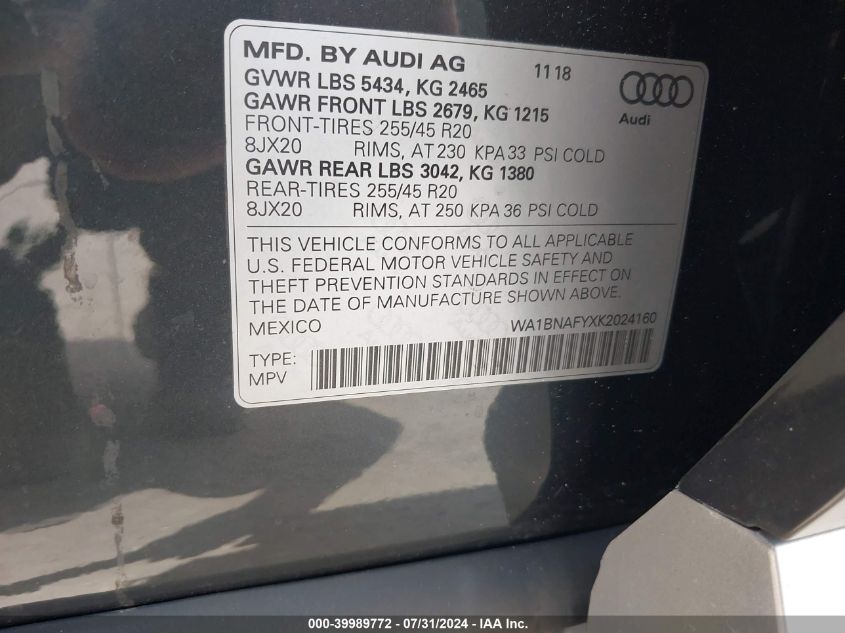 MFD. BY AUDI AG 11 18
GVWR LBS 5434, KG 2465
GAWR FRONT LBS 2679, KG 1215
Audi
FRONT-TIRES 255/45 R20
8JX20 RIMS, AT 230 KPA 33 PSI COLD
GAWR REAR LBS 3042, KG 1380
REAR-TIRES 255/45 R20
8JX20 RIMS, AT 250 KPA 36 PSI COLD
THIS VEHICLE CONFORMS TO ALL APPLICABLE
U.S. FEDERAL MOTOR VEHICLE SAFETY AND
THEFT PREVENTION STANDARDS IN EFFECT ON
THE DATE OF MANUFACTURE SHOWN ABOVE.
MEXICO WA1BNAFYXK2024160
TYPE:
MPV
000-39989772 - 07/31/2024 - IAA Inc.